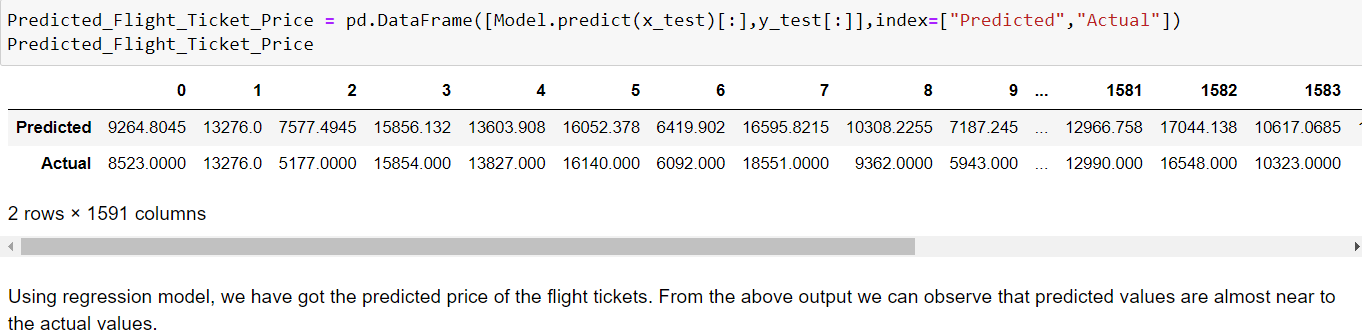 Predicted_Flight_Ticket_Price = pd.DataFrame([Model.predict(x_test)[:],y_test[:]],index=["Predicted","Actual"])
Predicted_Flight_Ticket_Price
0 1 2 3 4 5 6 7 8 9 ... 1581 1582 1583
Predicted 9264.8045 13276.0 7577.4945 15856.132 13603.908 16052.378 6419.902 16595.8215 10308.2255 7187.245 ... 12966.758 17044.138 10617.0685
Actual 8523.0000 13276.0 5177.0000 15854.000 13827.000 16140.000 6092.000 18551.0000 9362.0000 5943.000 ... 12990.000 16548.000 10323.0000
2 rows × 1591 columns
Using regression model, we have got the predicted price of the flight tickets. From the above output we can observe that predicted values are almost near to
the actual values.